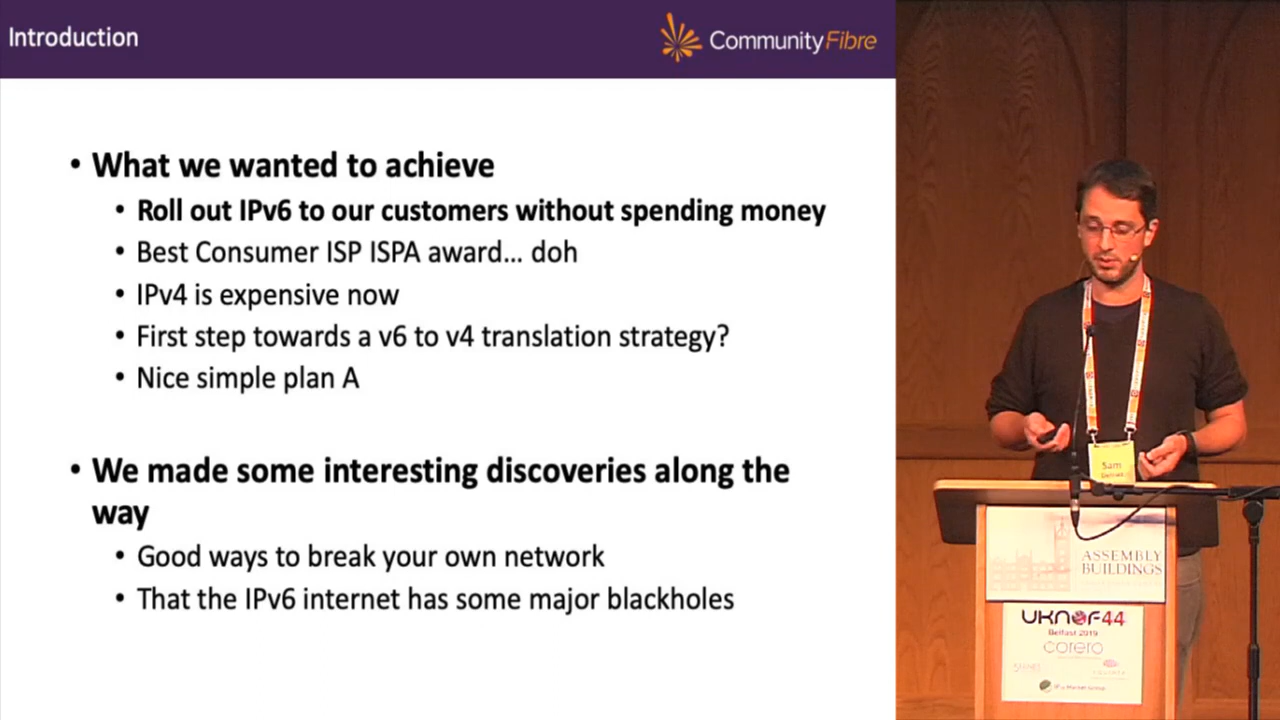 Introduction
Community Fibre
• What we wanted to achieve
• Roll out IPv6 to our customers without spending money
• Best Consumer ISP ISPA award... doh
• IPv4 is expensive now
• First step towards a v6 to v4 translation strategy?
• Nice simple plan A
• We made some interesting discoveries along the
way
• Good ways to break your own network
• That the IPv6 internet has some major blackholes
Sam
ASSEMBLY
BUILDINGS
UKNOF44
Belfast 2019
corero